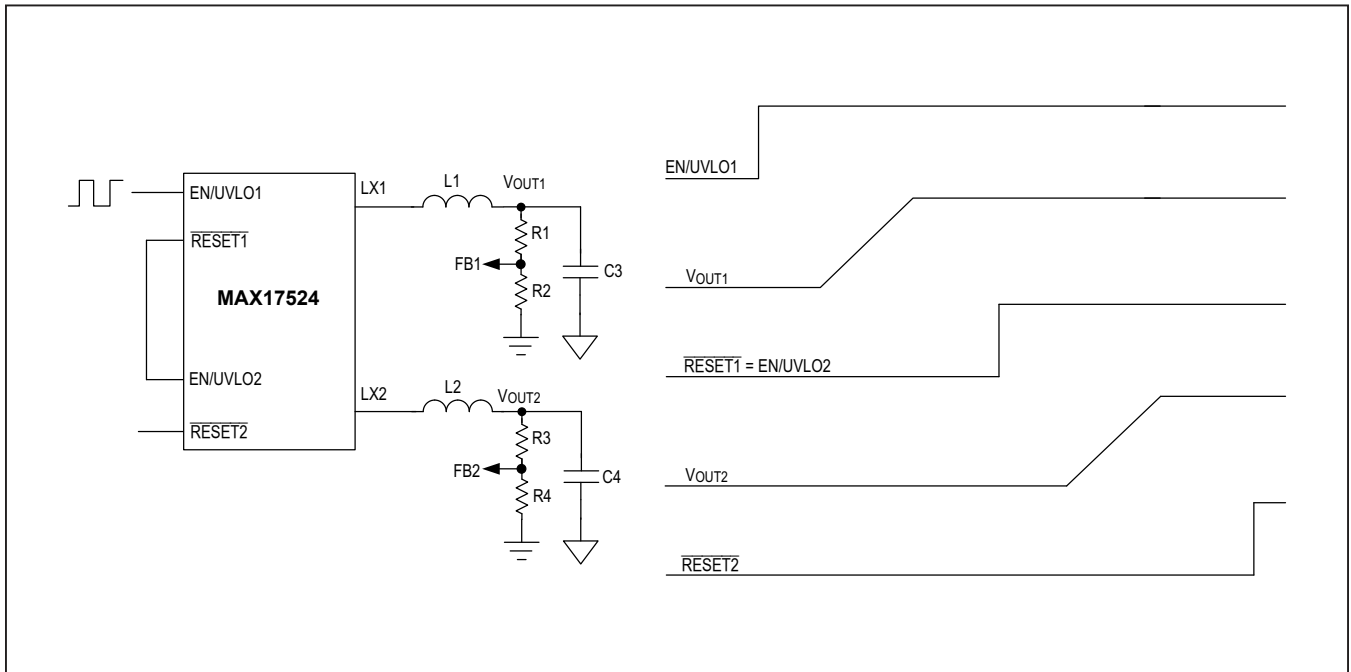 EN/UVLO1
RESET1
MAX17524
EN/UVLO2
RESET2
LX1
L1
VOUT1
R1
FB1
R2
C3
LX2
L2
VOUT2
R3
FB2
R4
C4
EN/UVLO1
VOUT1
RESET1 = EN/UVLO2
VOUT2
RESET2